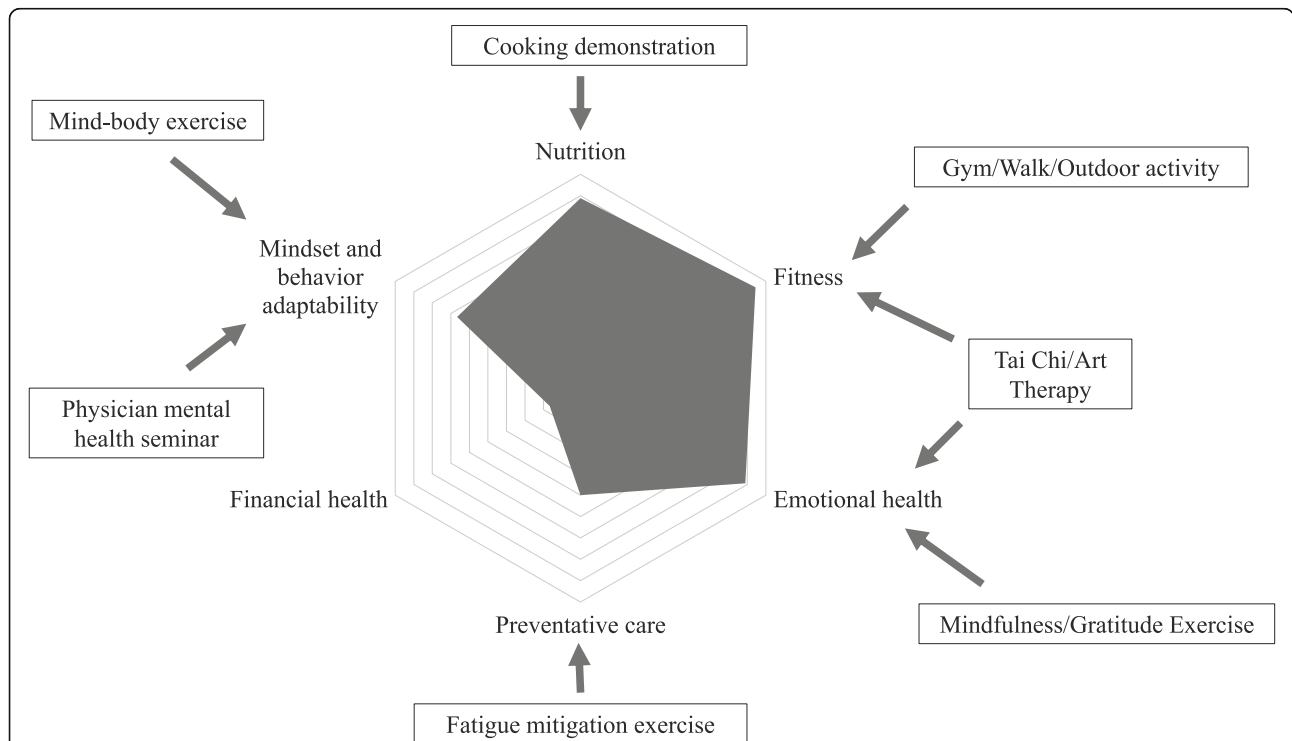 Cooking demonstration
Mind-body exercise
Nutrition
Gym/Walk/Outdoor activity
Mindset and
behavior
adaptability
Fitness
Tai Chi/Art
Therapy
Physician mental
health seminar
Financial health
Emotional health
Preventative care
Mindfulness/Gratitude Exercise
Fatigue mitigation exercise